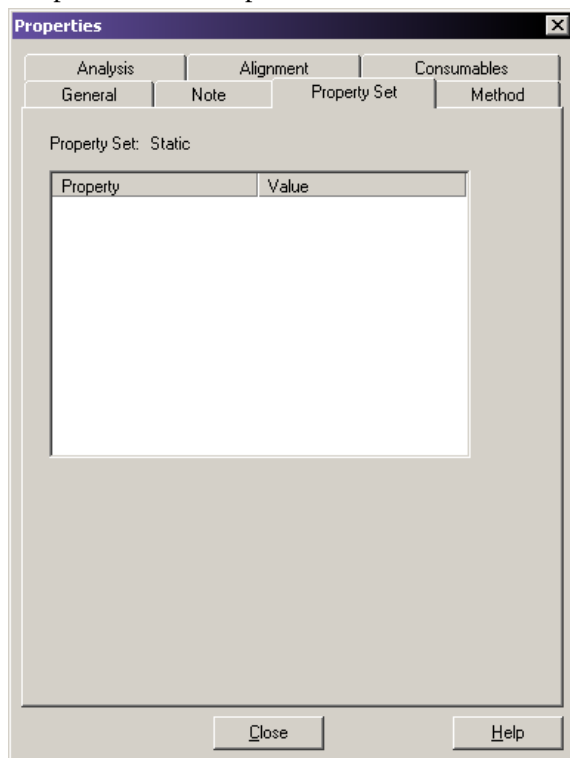 Properties
Analysis Alignment Consumables
General Note Property Set Method
Property Set: Static
Property Value
Close Help